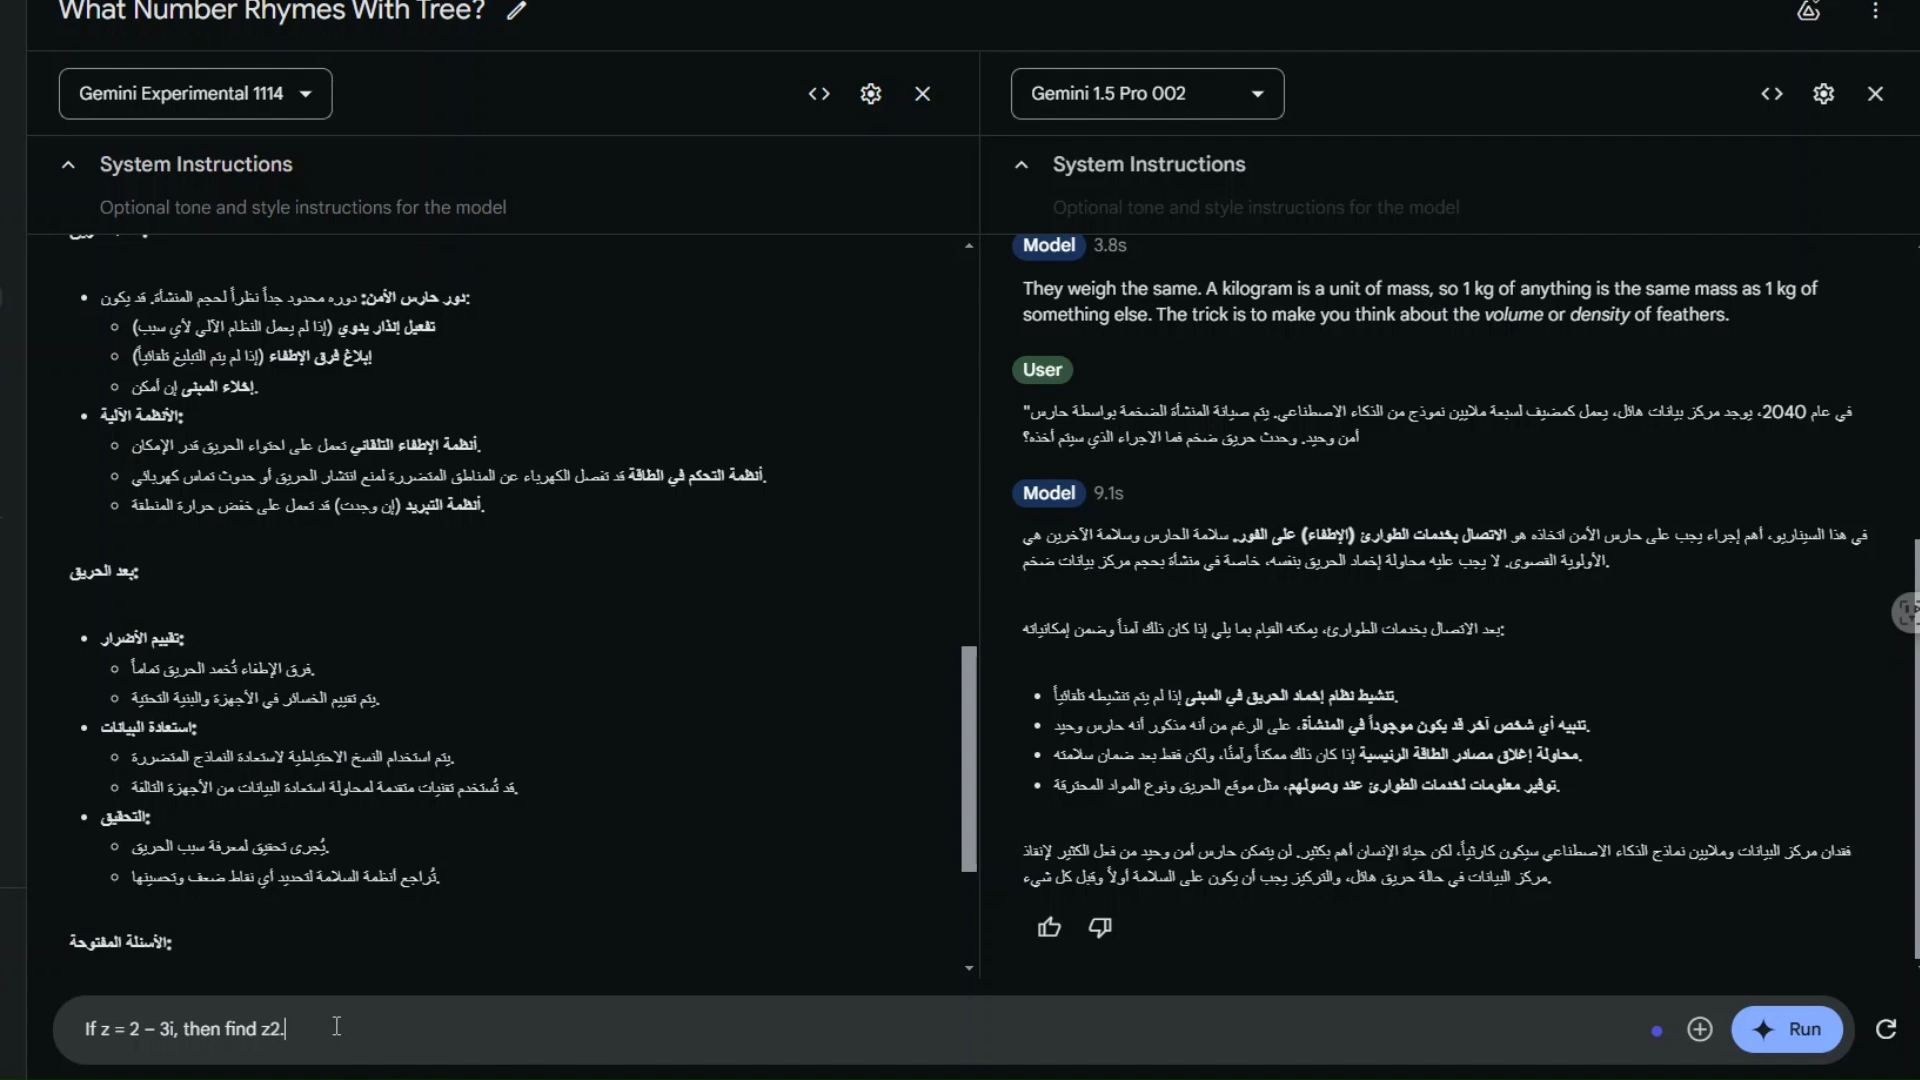 What Number Rhymes With Tree?
Gemini Experimental 1114
System Instructions
Optional tone and style instructions for the model
دور حارس الأمن: دوره محدود جداً نظراً لحجم المنشأة. قد يكون:
تفعيل إنذار يدوي (إذا لم يعمل النظام الآلي لأي سبب)
إبلاغ فرق الإطفاء (إذا لم يتم التبليغ تلقائياً)
إخلاء المبنى إن أمكن.
الأنظمة الآلية:
أنظمة الإطفاء التلقائي تعمل على احتواء الحريق قدر الإمكان.
أنظمة التحكم في الطاقة قد تفصل الكهرباء عن المناطق المتضررة لمنع انتشار الحريق أو حدوث تماس كهربائي.
أنظمة التبريد (إن وجدت) قد تعمل على خفض حرارة المنطقة.
بعد الحريق:
تقييم الأضرار:
فرق الإطفاء تُخمد الحريق تماماً.
يتم تقييم الخسائر في الأجهزة والبنية التحتية.
استعادة البيانات:
يتم استخدام النسخ الاحتياطية لاستعادة النماذج المتضررة.
قد تُستخدم تقنيات متقدمة لمحاولة استعادة البيانات من الأجهزة التالفة.
التحقيق:
يُجرى تحقيق لمعرفة سبب الحريق.
تُراجع أنظمة السلامة لتحديد أي نقاط ضعف وتحسينها.
الأسئلة المفتوحة:
Gemini 1.5 Pro 002
System Instructions
Optional tone and style instructions for the model
Model 3.8s
They weigh the same. A kilogram is a unit of mass, so 1 kg of anything is the same mass as 1 kg of
something else. The trick is to make you think about the volume or density of feathers.
User
"في عام 2040، يوجد مركز بيانات هائل، يعمل كمضيف لسبعة ملايين نموذج من الذكاء الاصطناعي. يتم صيانة المنشأة الضخمة بواسطة حارس
أمن وحيد. وحدث حريق ضخم فما الاجراء الذي سيتم أخذه؟
Model 9.1s
في هذا السيناريو، أهم إجراء يجب على حارس الأمن اتخاذه هو الاتصال بخدمات الطوارئ (الإطفاء) على الفور. سلامة الحارس وسلامة الآخرين هي
الأولوية القصوى. لا يجب عليه محاولة إخماد الحريق بنفسه، خاصة في منشأة بحجم مركز بيانات ضخم.
بعد الاتصال بخدمات الطوارئ، يمكنه القيام بما يلي إذا كان ذلك آمناً وضمن إمكانياته:
تنشيط نظام إخماد الحريق في المبنى إذا لم يتم تنشيطه تلقائياً.
تنبيه أي شخص آخر قد يكون موجوداً في المنشأة، على الرغم من أنه مذكور أنه حارس وحيد.
محاولة إغلاق مصادر الطاقة الرئيسية إذا كان ذلك ممكناً وآمنًا، ولكن فقط بعد ضمان سلامته.
توفير معلومات لخدمات الطوارئ عند وصولهم، مثل موقع الحريق ونوع المواد المحترقة.
فقدان مركز البيانات وملايين نماذج الذكاء الاصطناعي سيكون كارثياً، لكن حياة الإنسان أهم بكثير. لن يتمكن حارس أمن وحيد من فعل الكثير لإنقاذ
مركز البيانات في حالة حريق هائل، والتركيز يجب أن يكون على السلامة أولاً وقبل كل شيء.
If z = 2 – 3i, then find z2.
Run